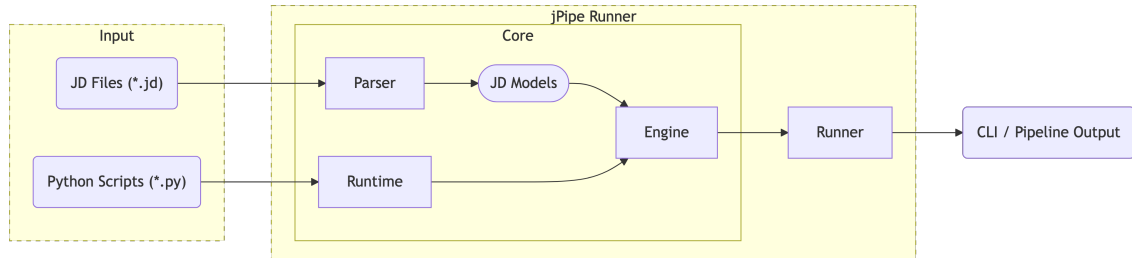 jPipe Runner
Input
Core
JD Files (*.jd)
Parser
JD Models
Engine
Runner
CLI / Pipeline Output
Python Scripts (*.py)
Runtime